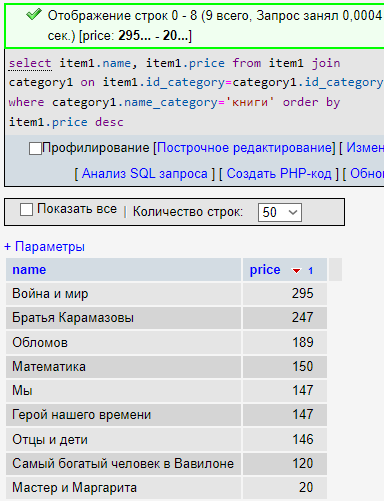 Отображение строк 0 - 8 (9 всего, Запрос занял 0,0004
сек.) [price: 295... - 20...]
select item1.name, item1.price from item1 join
category1 on item1.id_category=category1.id_category
where category1.name_category='книги' order by
item1.price desc
Профилирование [Построчное редактирование] [ Измен
[ Анализ SQL запроса ] [ Создать PHP-код ] [ Обно
Показать все | Количество строк: 50
+ Параметры
name price 1
Война и мир 295
Братья Карамазовы 247
Обломов 189
Математика 150
Мы 147
Герой нашего времени 147
Отцы и дети 146
Самый богатый человек в Вавилоне 120
Мастер и Маргарита 20